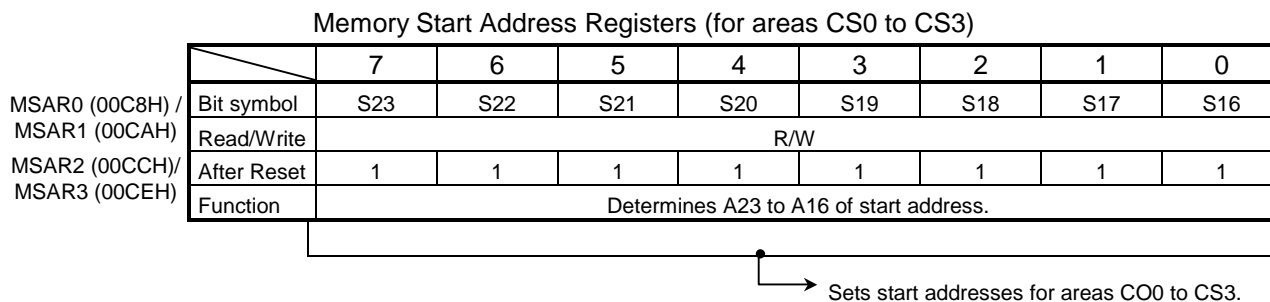 Memory Start Address Registers (for areas CS0 to CS3)
7 6 5 4 3 2 1 0
MSAR0 (00C8H) / Bit symbol S23 S22 S21 S20 S19 S18 S17 S16
MSAR1 (00CAH) Read/Write R/W
MSAR2 (00CCH)/ After Reset 1 1 1 1 1 1 1 1
MSAR3 (00CEH) Function Determines A23 to A16 of start address.
Sets start addresses for areas CO0 to CS3.